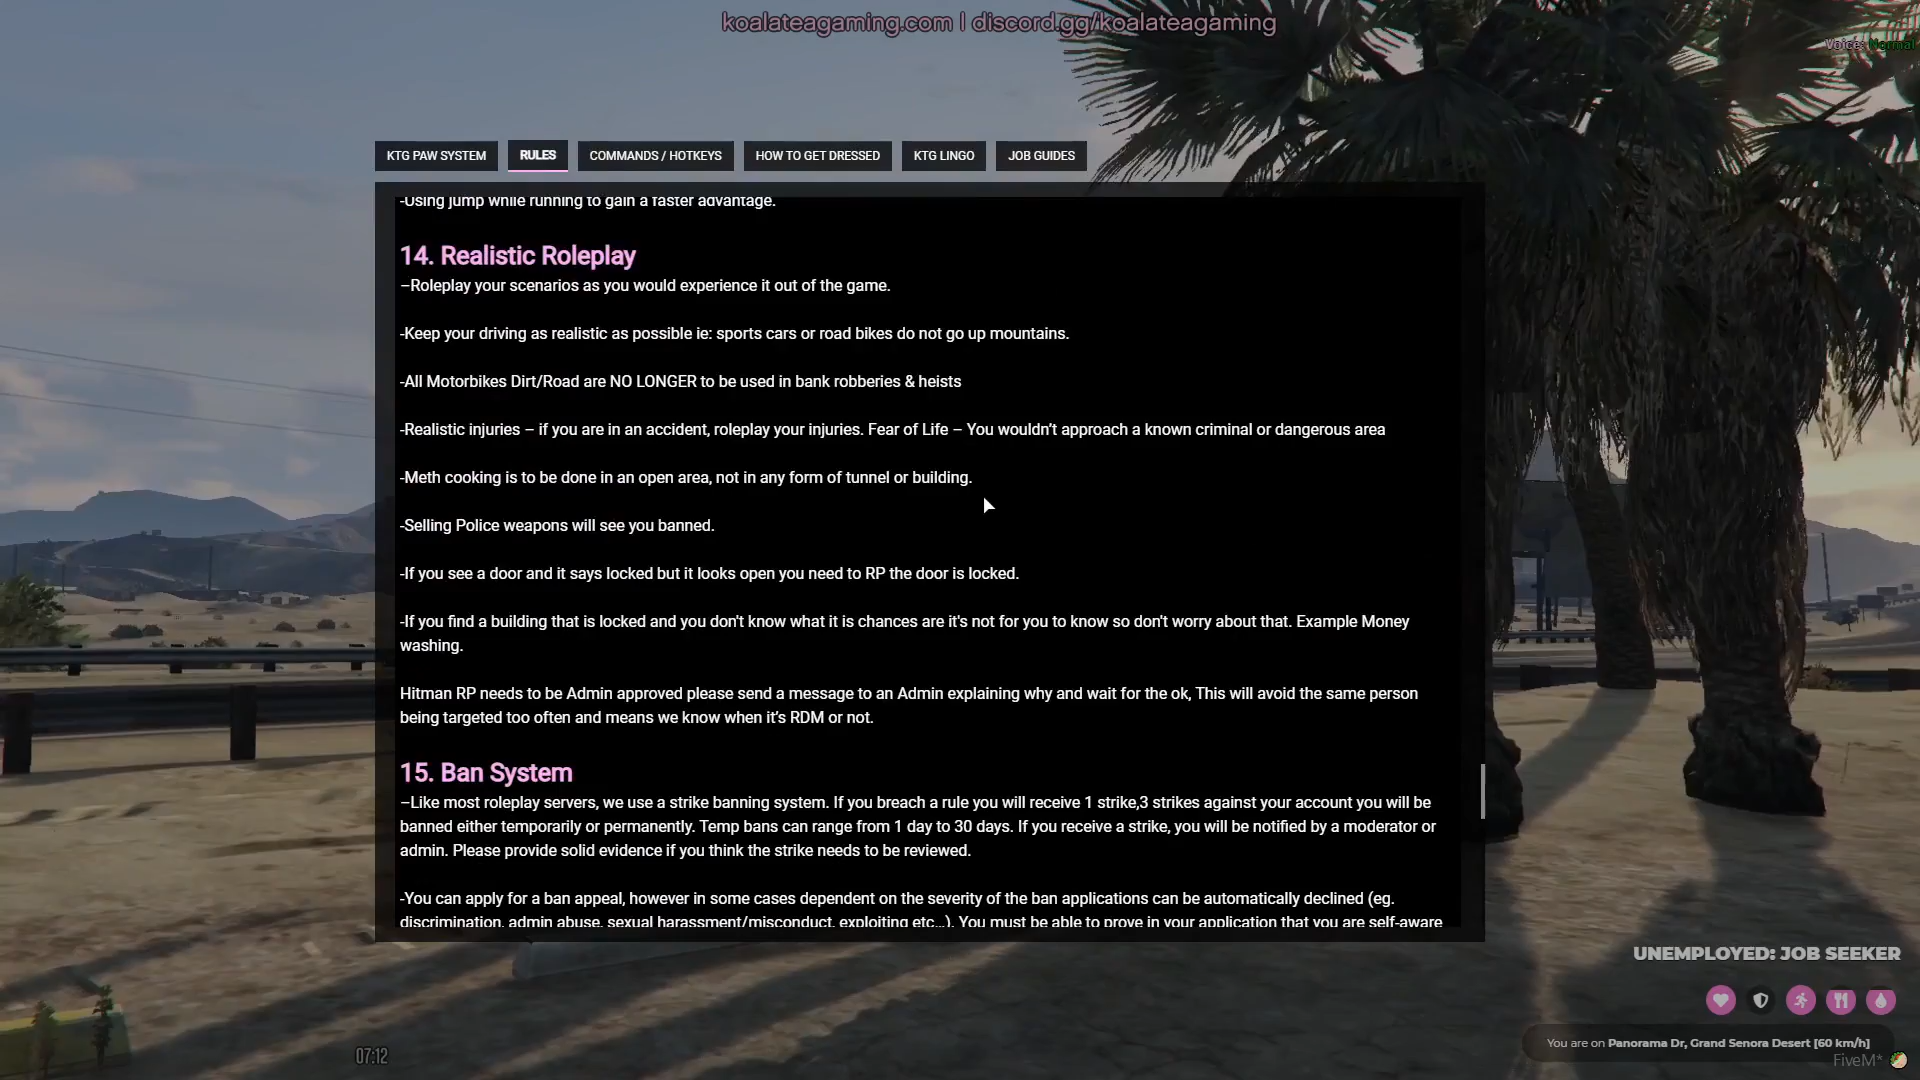 koalateagaming.com | discord.gg/koalateagaming
Voice: Normal
KTG PAW SYSTEM
RULES
COMMANDS / HOTKEYS
HOW TO GET DRESSED
KTG LINGO
JOB GUIDES
-Using jump while running to gain a faster advantage.
14. Realistic Roleplay
–Roleplay your scenarios as you would experience it out of the game.
-Keep your driving as realistic as possible ie: sports cars or road bikes do not go up mountains.
-All Motorbikes Dirt/Road are NO LONGER to be used in bank robberies & heists
-Realistic injuries – if you are in an accident, roleplay your injuries. Fear of Life – You wouldn’t approach a known criminal or dangerous area
-Meth cooking is to be done in an open area, not in any form of tunnel or building.
-Selling Police weapons will see you banned.
-If you see a door and it says locked but it looks open you need to RP the door is locked.
-If you find a building that is locked and you don't know what it is chances are it's not for you to know so don't worry about that. Example Money
washing.
Hitman RP needs to be Admin approved please send a message to an Admin explaining why and wait for the ok, This will avoid the same person
being targeted too often and means we know when it’s RDM or not.
15. Ban System
–Like most roleplay servers, we use a strike banning system. If you breach a rule you will receive 1 strike,3 strikes against your account you will be
banned either temporarily or permanently. Temp bans can range from 1 day to 30 days. If you receive a strike, you will be notified by a moderator or
admin. Please provide solid evidence if you think the strike needs to be reviewed.
-You can apply for a ban appeal, however in some cases dependent on the severity of the ban applications can be automatically declined (eg.
discrimination, admin abuse, sexual harassment/misconduct, exploiting etc…). You must be able to prove in your application that you are self-aware
UNEMPLOYED: JOB SEEKER
You are on Panorama Dr, Grand Senora Desert [60 km/h]
07:12
FiveM*